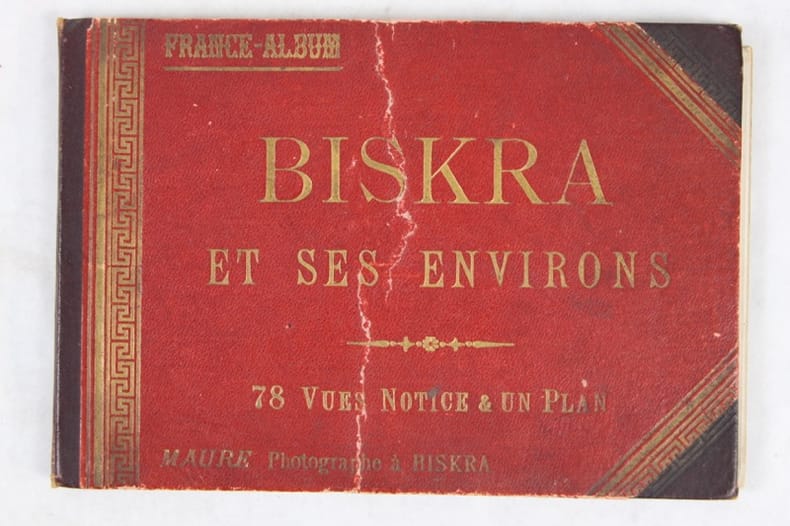 FRANCE-ALBUM
BISKRA
ET SES ENVIRONS
78 VUES NOTICE & UN PLAN
MAURE Photographe à BISKRA